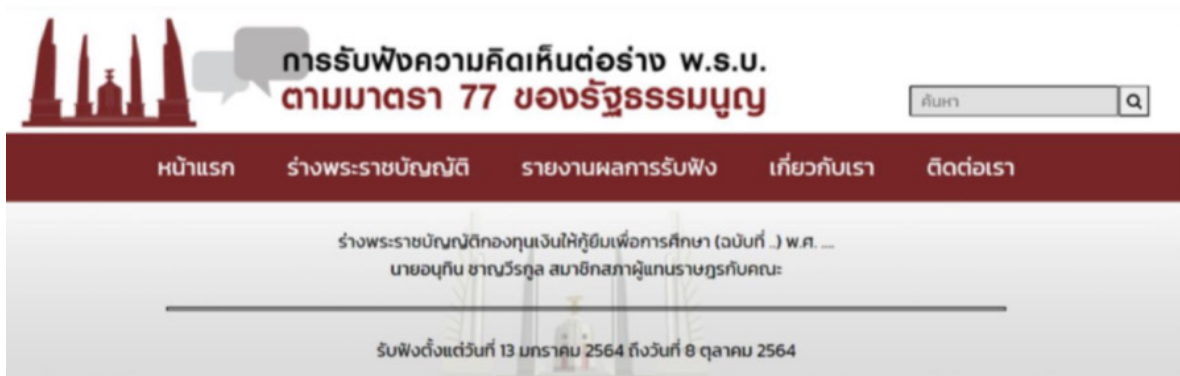 การรับฟังความคิดเห็นต่อร่าง พ.ร.บ.
ตามมาตรา 77 ของรัฐธรรมนูญ
ค้นหา
หน้าแรก ร่างพระราชบัญญัติ รายงานผลการรับฟัง เกี่ยวกับเรา ติดต่อเรา
ร่างพระราชบัญญัติกองทุนเงินให้กู้ยืมเพื่อการศึกษา (ฉบับที่ ..) พ.ศ. ....
นายอนุทิน ชาญวีรกูล สมาชิกสภาผู้แทนราษฎรกับคณะ
รับฟังตั้งแต่วันที่ 13 มกราคม 2564 ถึงวันที่ 8 ตุลาคม 2564